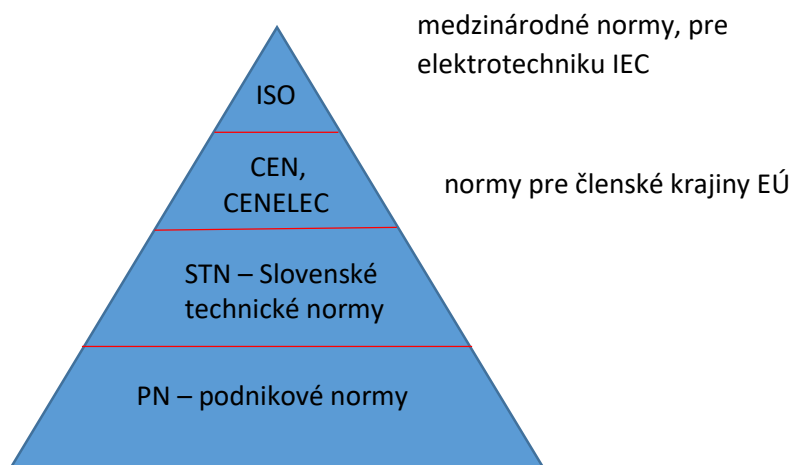 medzinárodné normy, pre
elektrotechniku IEC
ISO
CEN,
CENELEC
normy pre členské krajiny EÚ
STN – Slovenské
technické normy
PN – podnikové normy